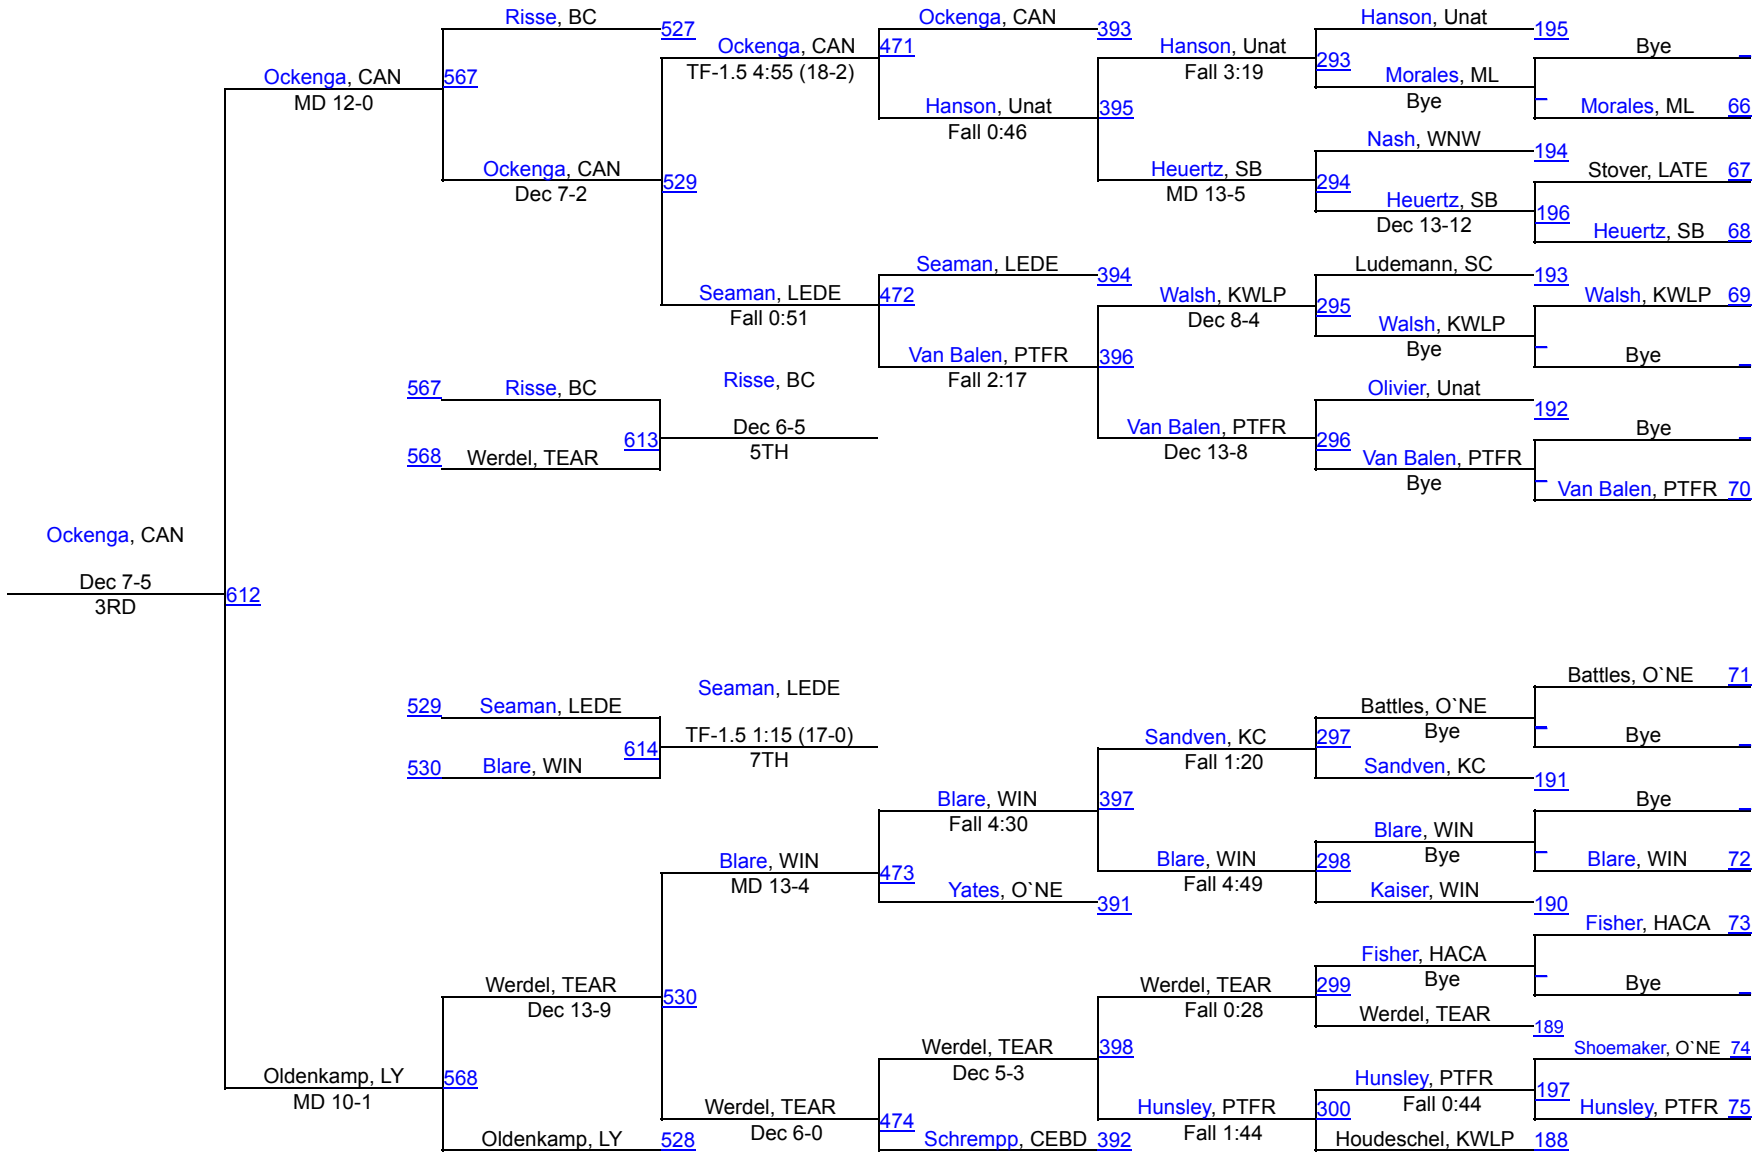 Risse, BC
527
Ockenga, CAN
393
Hanson, Unat
195
Bye
_
Ockenga, CAN
TF-1.5 4:55 (18-2)
471
Hanson, Unat
Fall 3:19
293
Morales, ML
Bye
_
Morales, ML 66
Ockenga, CAN
MD 12-0
567
Hanson, Unat
Fall 0:46
395
Nash, WNW
194
Stover, LATE 67
Ockenga, CAN
Dec 7-2
529
Heuertz, SB
MD 13-5
294
Heuertz, SB
Dec 13-12
196
Heuertz, SB 68
Seaman, LEDE
394
Ludemann, SC
193
Walsh, KWLP 69
Seaman, LEDE
Fall 0:51
472
Walsh, KWLP
Dec 8-4
295
Walsh, KWLP
Bye
_
Bye
_
Van Balen, PTFR
Fall 2:17
396
567 Risse, BC
Risse, BC
Olivier, Unat
192
Bye
_
613
Dec 6-5
5TH
568 Werdel, TEAR
Van Balen, PTFR
Dec 13-8
296
Van Balen, PTFR
Bye
_
Van Balen, PTFR 70
Ockenga, CAN
Dec 7-5
3RD
612
Battles, O`NE 71
Seaman, LEDE
529 Seaman, LEDE
614
TF-1.5 1:15 (17-0)
7TH
530 Blare, WIN
Battles, O`NE
Bye
_
Bye
_
Sandven, KC
Fall 1:20
297
Sandven, KC
191
Bye
_
Blare, WIN
Fall 4:30
397
Blare, WIN
Bye
_
Blare, WIN 72
Blare, WIN
MD 13-4
473
Blare, WIN
Fall 4:49
298
Kaiser, WIN
190
Yates, O`NE
391
Fisher, HACA 73
Fisher, HACA
Bye
_
Bye
_
Werdel, TEAR
Dec 13-9
530
Werdel, TEAR
Fall 0:28
299
Werdel, TEAR
189
Werdel, TEAR
Dec 5-3
398
Shoemaker, O`NE 74
Oldenkamp, LY
MD 10-1
568
Hunsley, PTFR
Fall 0:44
197
Hunsley, PTFR 75
Werdel, TEAR
Dec 6-0
474
Hunsley, PTFR
Fall 1:44
300
Oldenkamp, LY
528
Schrempp, CEBD
392
Houdeschel, KWLP
188